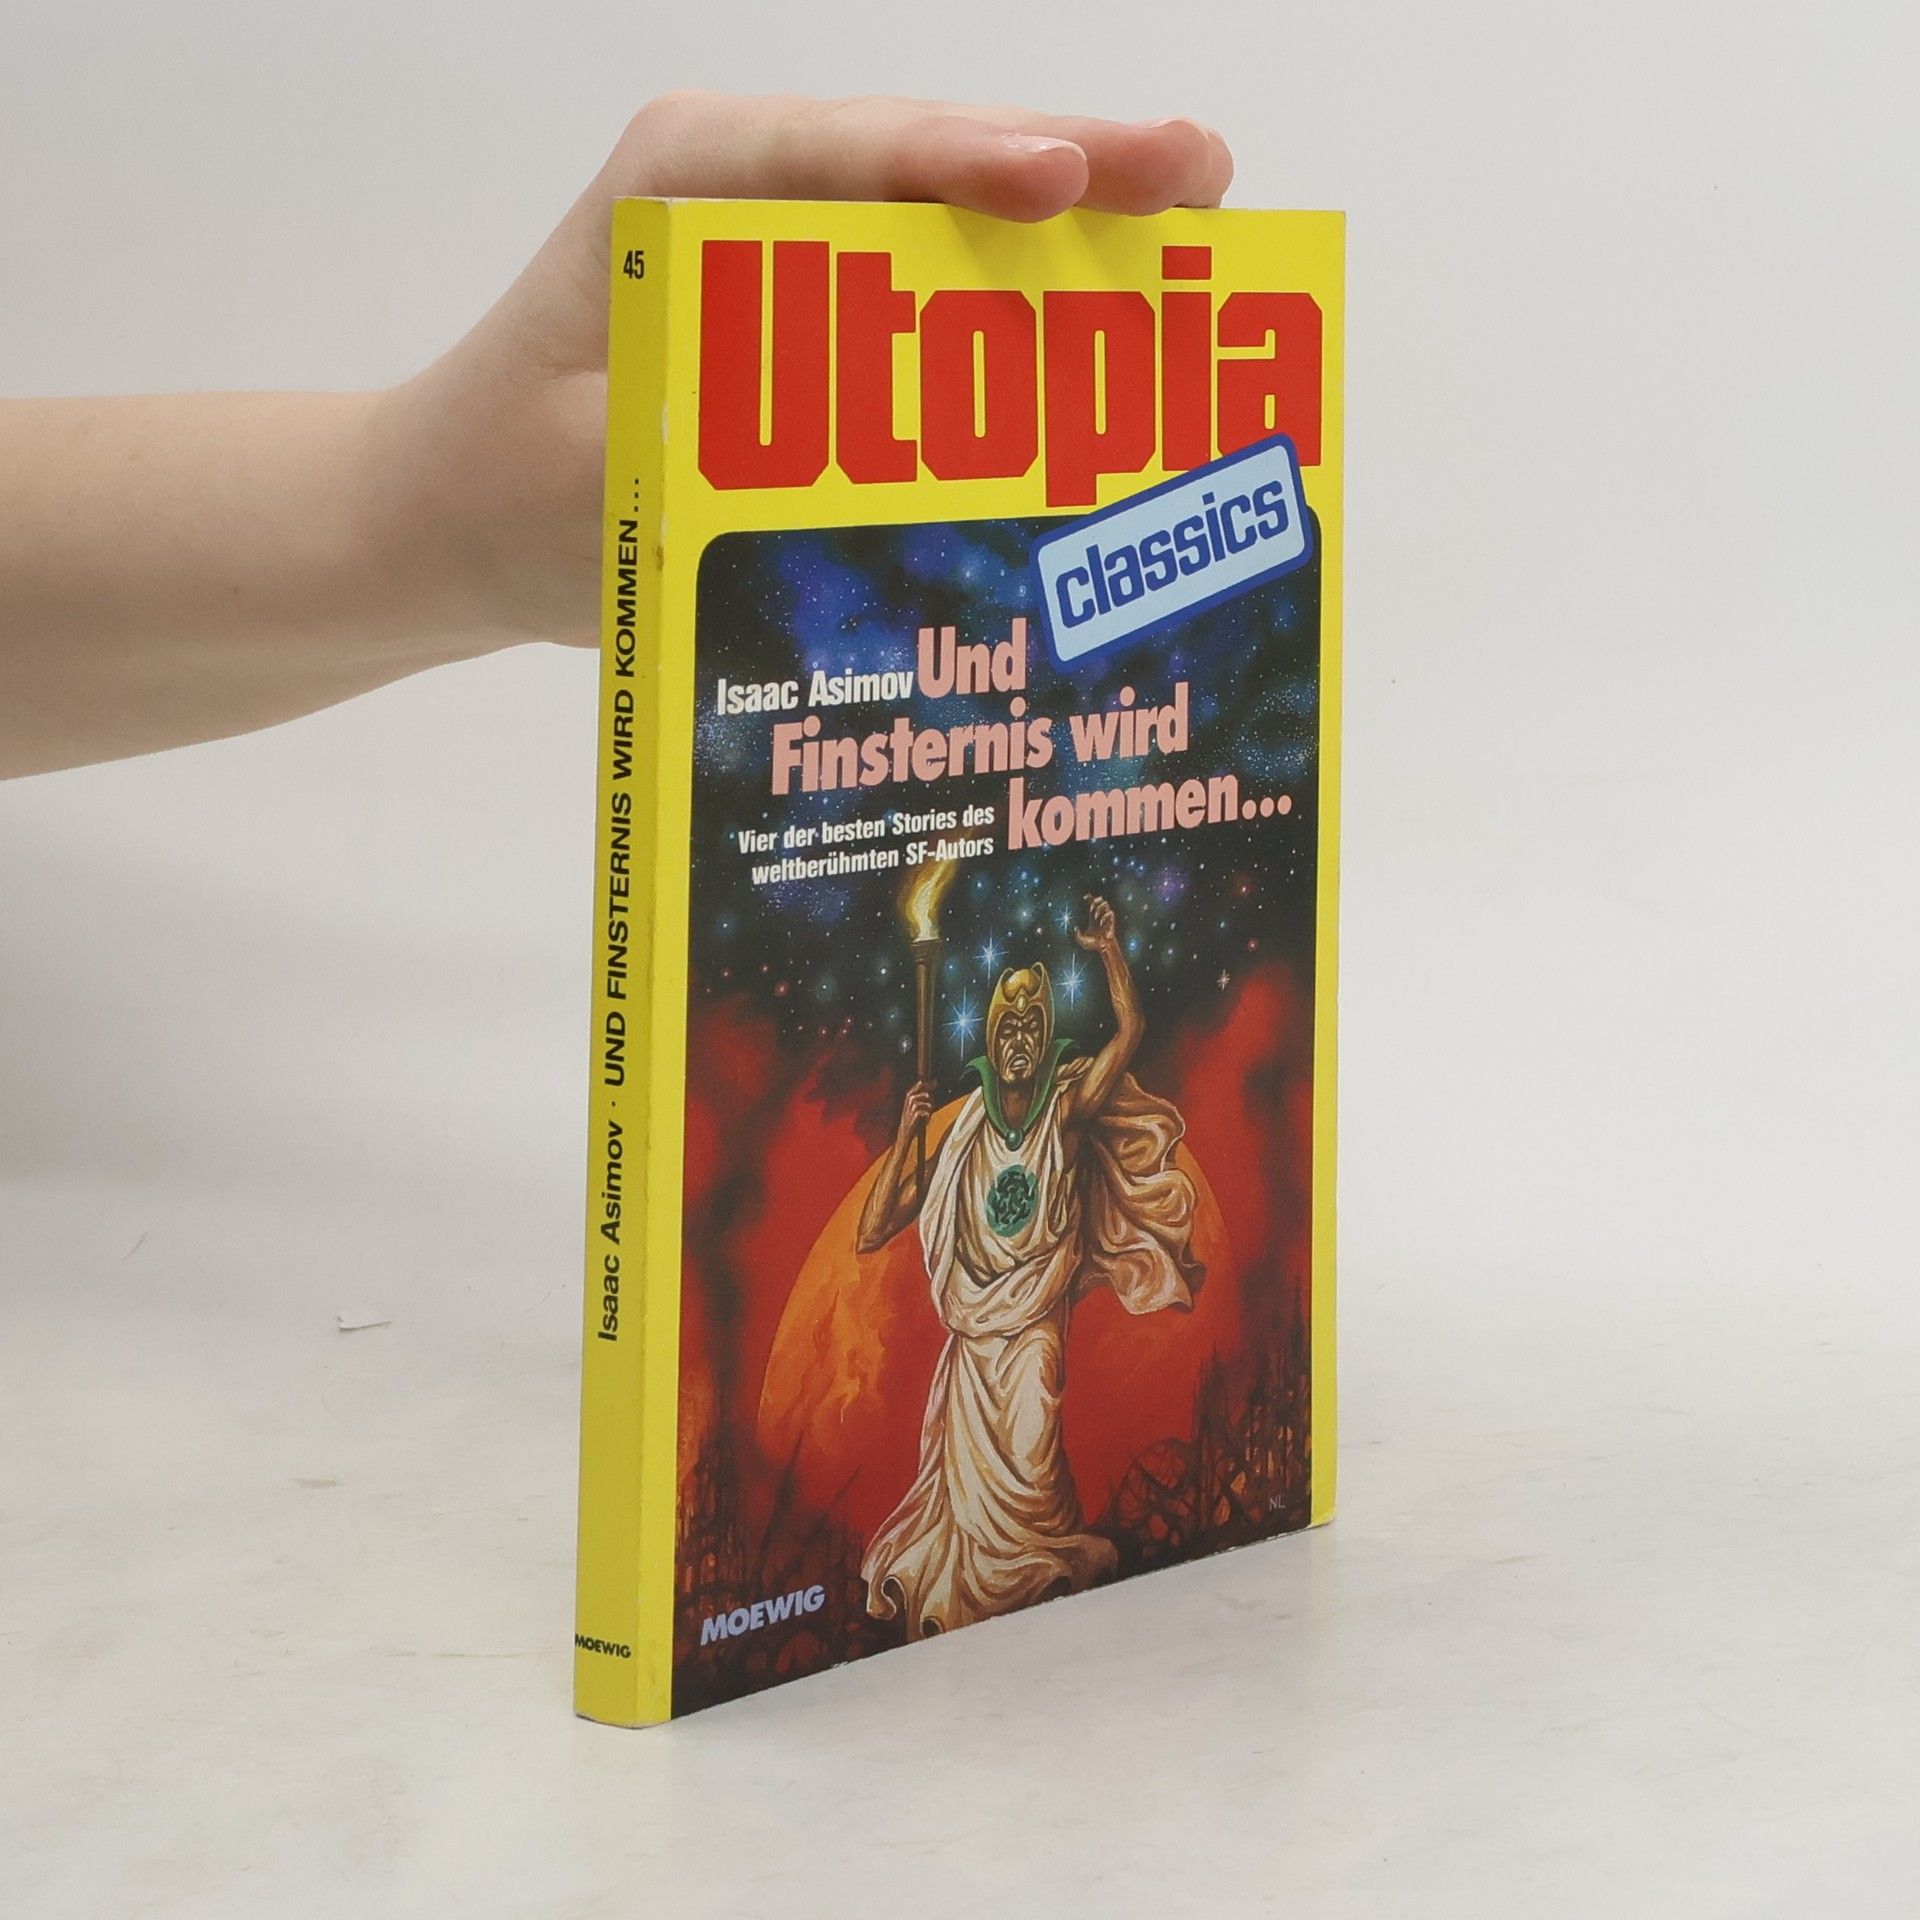 45
Isaac Asimov · UND FINSTERNIS WIRD KOMMEN...
MOEWIG
Utopia
classics
Isaac Asimov Und
Finsternis wird
kommen...
Vier der besten Stories des
weltberühmten SF-Autors
NL
MOEWIG